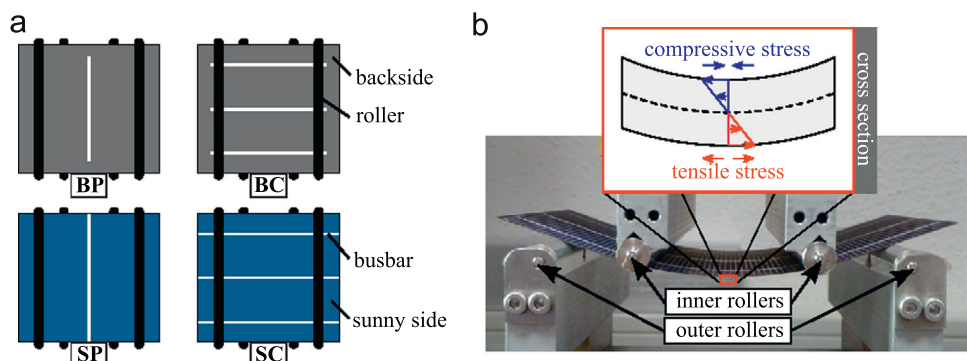 a
backside
roller
BP
BC
busbar
sunny side
SP
SC
b
compressive stress
tensile stress
cross section
inner rollers
outer rollers